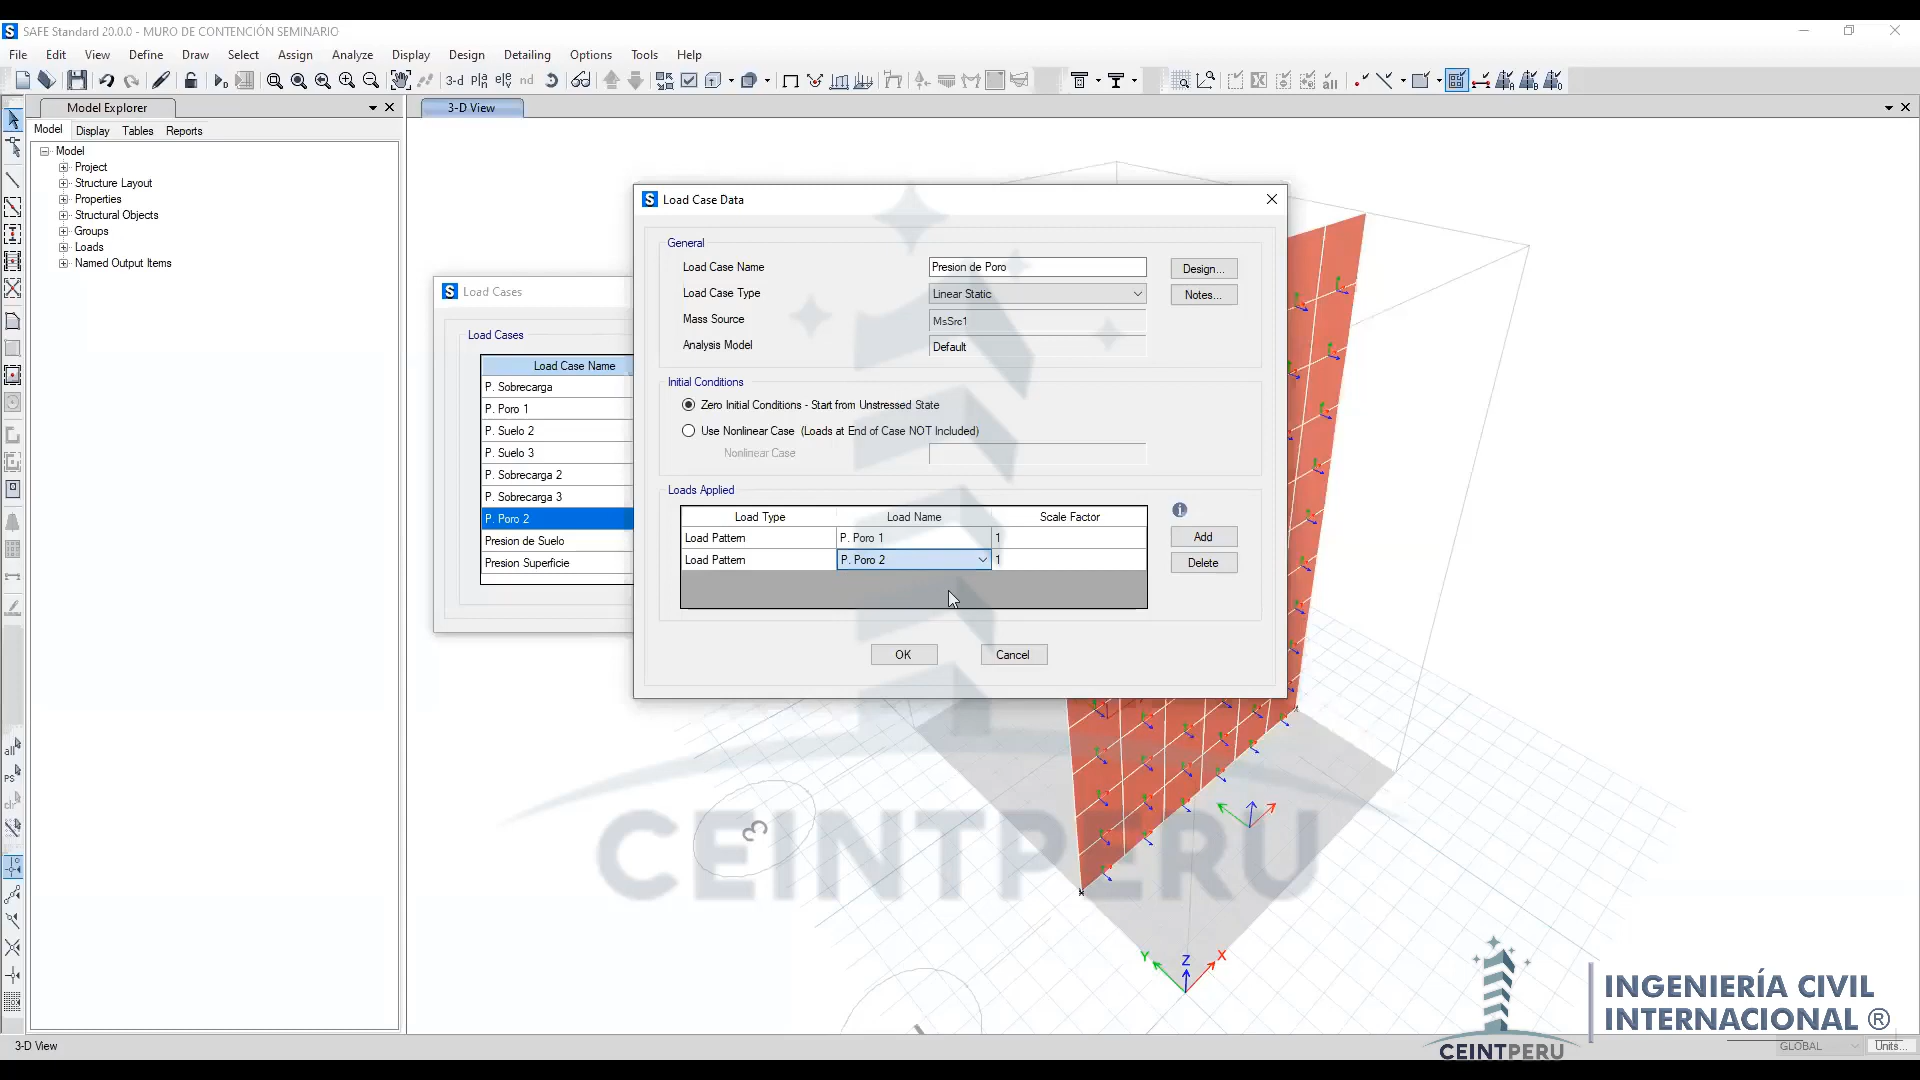 SAFE Standard 20.0.0 - MURO DE CONTENCIÓN SEMINARIO
File Edit View Define Draw Select Assign Analyze Display Design Detailing Options Tools Help
3-d nd all
Model Explorer
3-D View
Model Display Tables Reports
Model
Project
Structure Layout
Properties
Structural Objects
Groups
Loads
Named Output Items
Load Cases
Load Cases
Load Case Name
P. Sobrecarga
P. Poro 1
P. Suelo 2
P. Suelo 3
P. Sobrecarga 2
P. Sobrecarga 3
P. Poro 2
Presion de Suelo
Presion Superficie
Load Case Data
General
Load Case Name Presion de Poro Design...
Load Case Type Linear Static Notes...
Mass Source MsSrc1
Analysis Model Default
Initial Conditions
Zero Initial Conditions - Start from Unstressed State
Use Nonlinear Case (Loads at End of Case NOT Included)
Nonlinear Case
Loads Applied
Load Type Load Name Scale Factor
Load Pattern P. Poro 1 1
Load Pattern P. Poro 2 1
Add
Delete
OK Cancel
all
PS
clr
3
CEINTPERU
Y Z X
INGENIERÍA CIVIL
INTERNACIONAL ®
CEINTPERU
3-D View
GLOBAL Units...